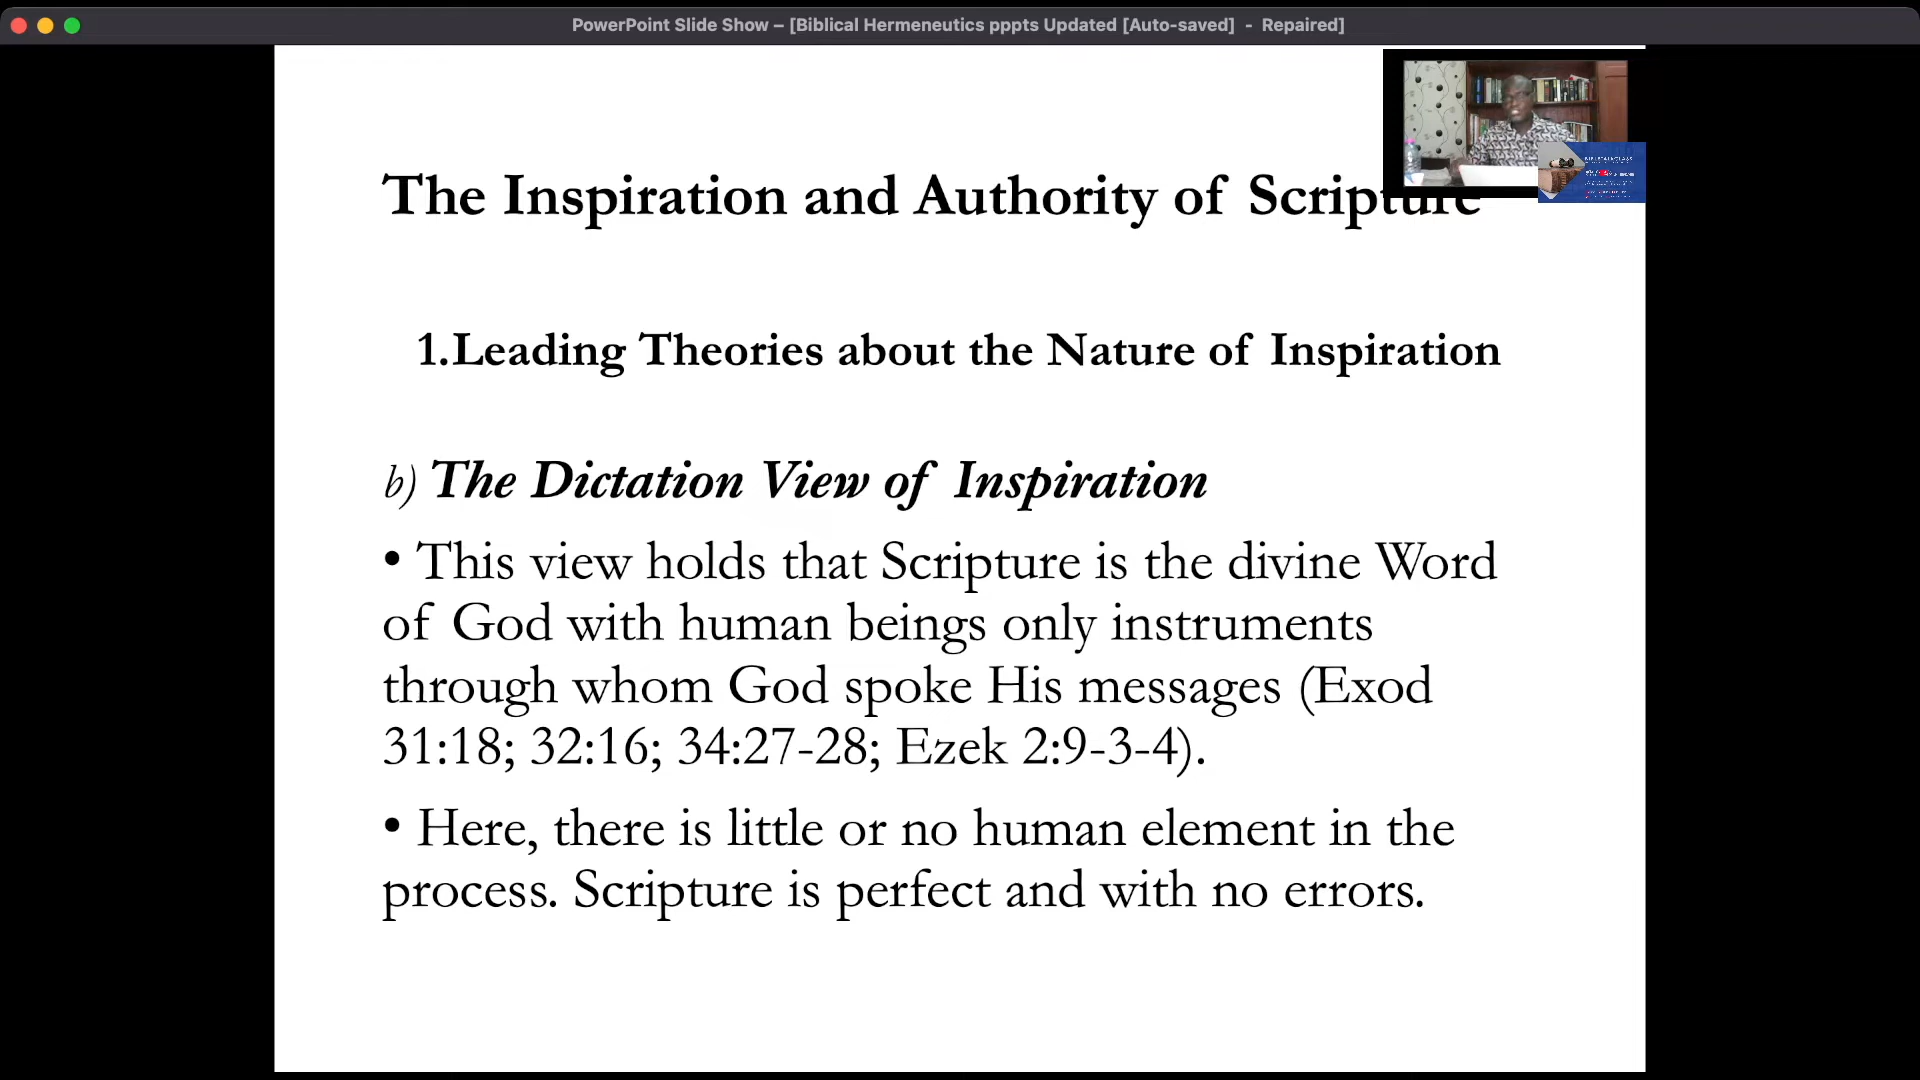 PowerPoint Slide Show – [Biblical Hermeneutics pppts Updated [Auto-saved] - Repaired]
The Inspiration and Authority of Scripture
1.Leading Theories about the Nature of Inspiration
b) The Dictation View of Inspiration
• This view holds that Scripture is the divine Word
of God with human beings only instruments
through whom God spoke His messages (Exod
31:18; 32:16; 34:27-28; Ezek 2:9-3-4).
• Here, there is little or no human element in the
process. Scripture is perfect and with no errors.